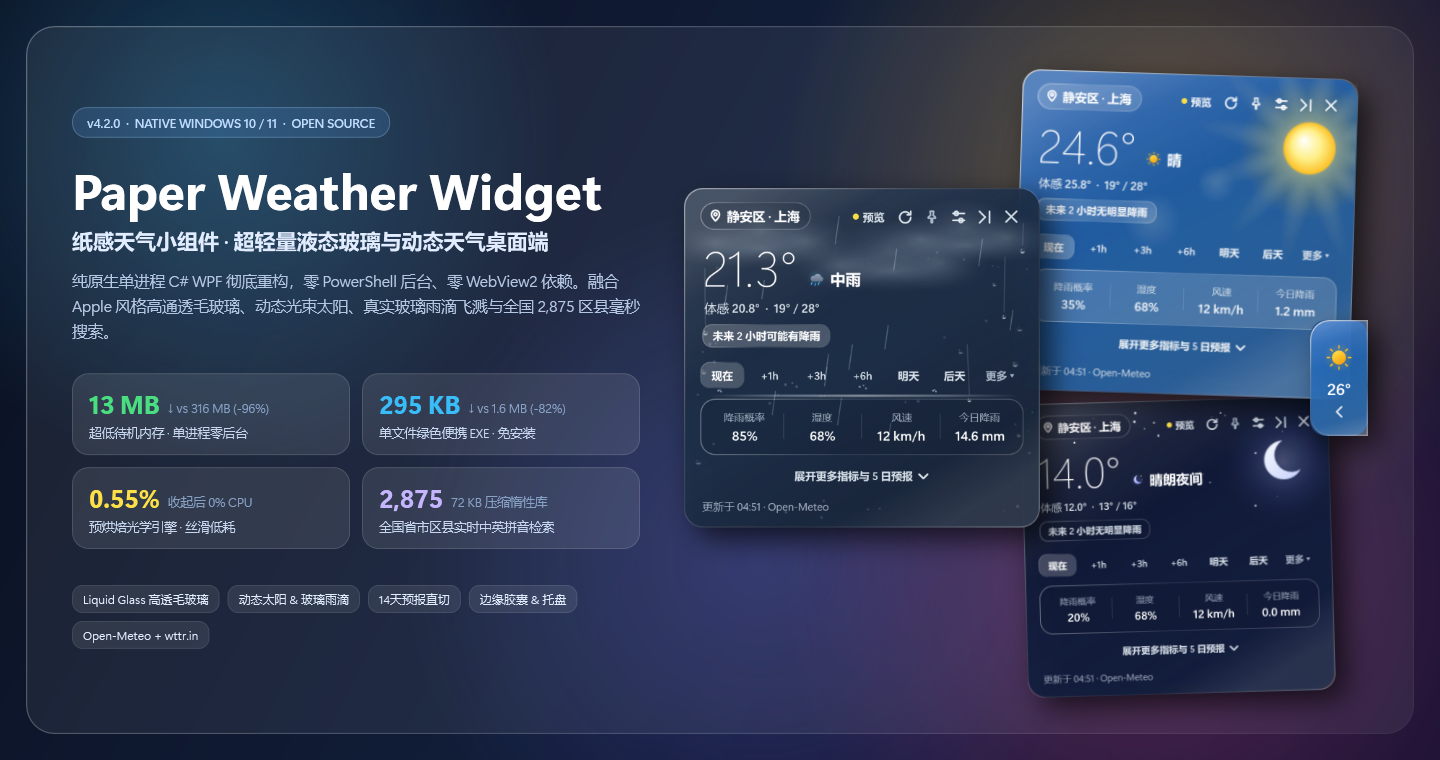 v4.2.0 · NATIVE WINDOWS 10 / 11 · OPEN SOURCE
Paper Weather Widget
纸感天气小组件 · 超轻量液态玻璃与动态天气桌面端
纯原生单进程 C# WPF 彻底重构，零 PowerShell 后台、零 WebView2 依赖。融合
Apple 风格高通透毛玻璃、动态光束太阳、真实玻璃雨滴飞溅与全国 2,875 区县毫秒
搜索。
13 MB ↓ vs 316 MB (-96%)
超低待机内存 · 单进程零后台
295 KB ↓ vs 1.6 MB (-82%)
单文件绿色便携 EXE · 免安装
0.55% 收起后 0% CPU
预烘焙光学引擎 · 丝滑低耗
2,875 72 KB 压缩惰性库
全国省市区县实时中英拼音检索
Liquid Glass 高透毛玻璃
动态太阳 & 玻璃雨滴
14天预报直切
边缘胶囊 & 托盘
Open-Meteo + wttr.in
静安区 · 上海
预览
21.3°
中雨
体感 20.8° · 19° / 28°
未来 2 小时可能有降雨
现在 +1h +3h +6h 明天 后天 更多
降雨概率 湿度 风速 今日降雨
85% 68% 12 km/h 14.6 mm
展开更多指标与 5 日预报
更新于 04:51 · Open-Meteo
静安区 · 上海
预览
24.6°
晴
体感 25.8° · 19° / 28°
未来 2 小时无明显降雨
现在 +1h +3h +6h 明天 后天 更多
降雨概率 湿度 风速 今日降雨
35% 68% 12 km/h 1.2 mm
展开更多指标与 5 日预报
新于 04:51 · Open-Meteo
26°
静安区 · 上海
预览
14.0°
晴朗夜间
体感 12.0° · 13° / 16°
未来 2 小时无明显降雨
现在 +1h +3h +6h 明天 后天 更多
降雨概率 湿度 风速 今日降雨
20% 68% 12 km/h 0.0 mm
展开更多指标与 5 日预报
更新于 04:51 · Open-Meteo